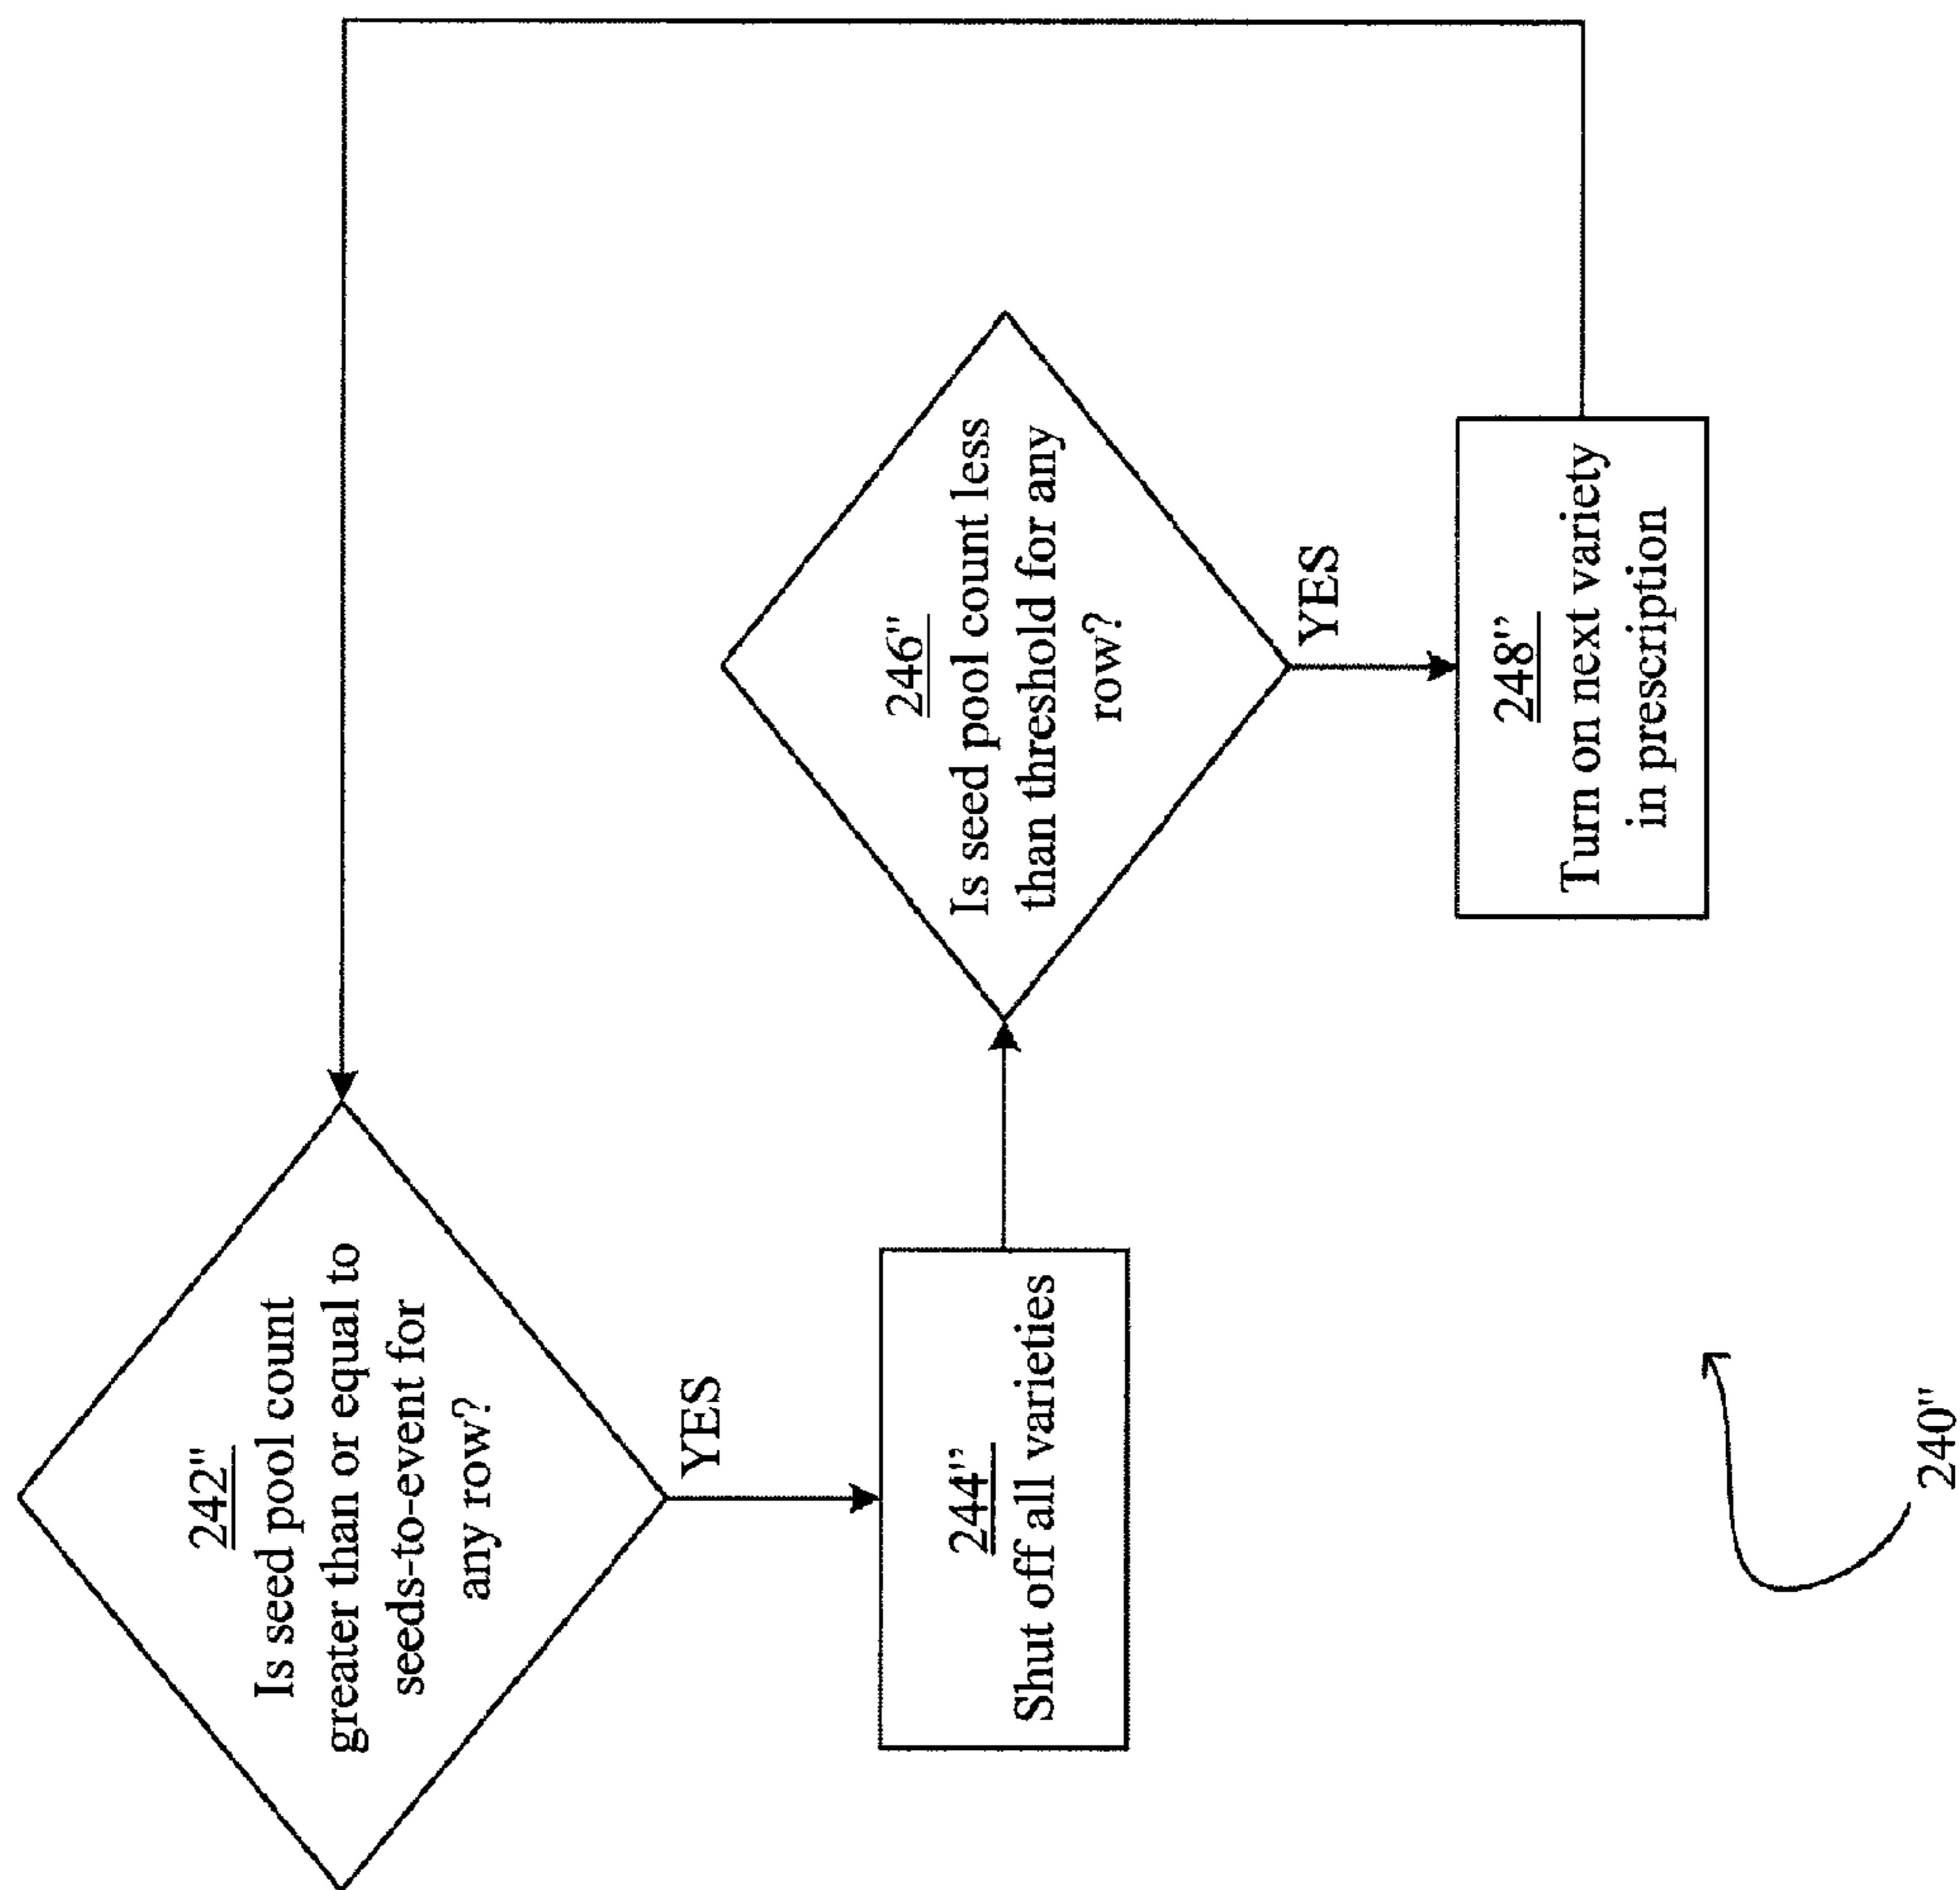 242"
Is seed pool count
greater than or equal to
seeds-to-event for
any row?
YES
244"
Shut off all varieties
246"
Is seed pool count less
than threshold for any
row?
YES
248"
Turn on next variety
in prescription
240"